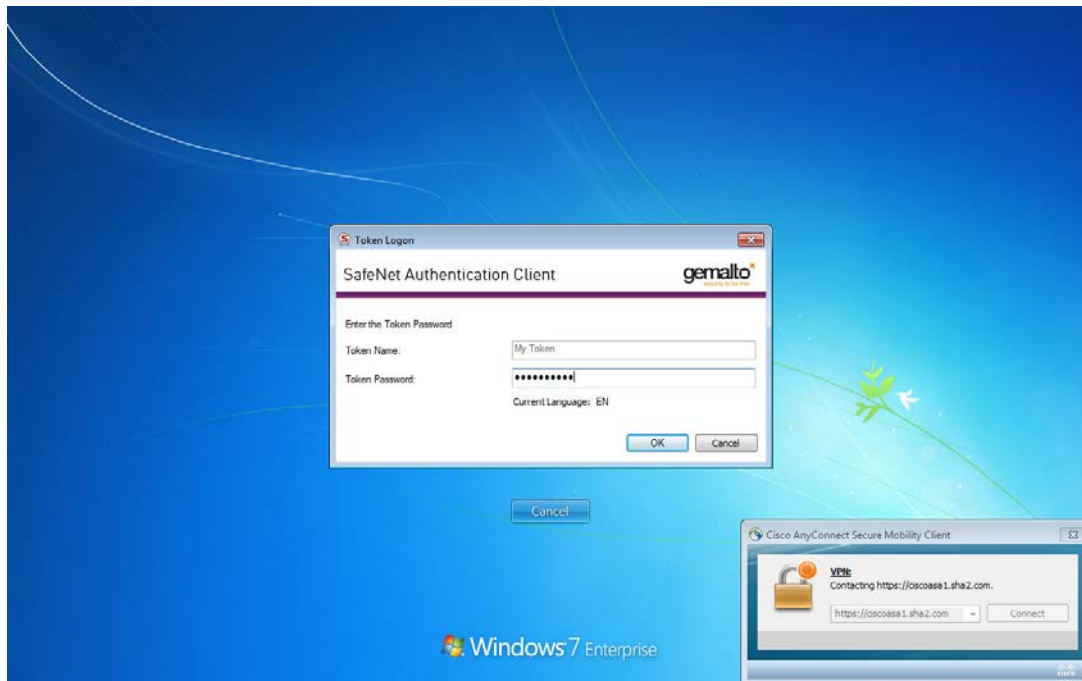 Token Logon
SafeNet Authentication Client
gemalto
security to be free
Enter the Token Password
Token Name:
My Token
Token Password:
••••••••••
Current Language: EN
OK
Cancel
Cancel
Cisco AnyConnect Secure Mobility Client
VPN:
Contacting https://ciscoasa1.sha2.com.
https://ciscoasa1.sha2.com
Connect
CISCO
Windows 7 Enterprise